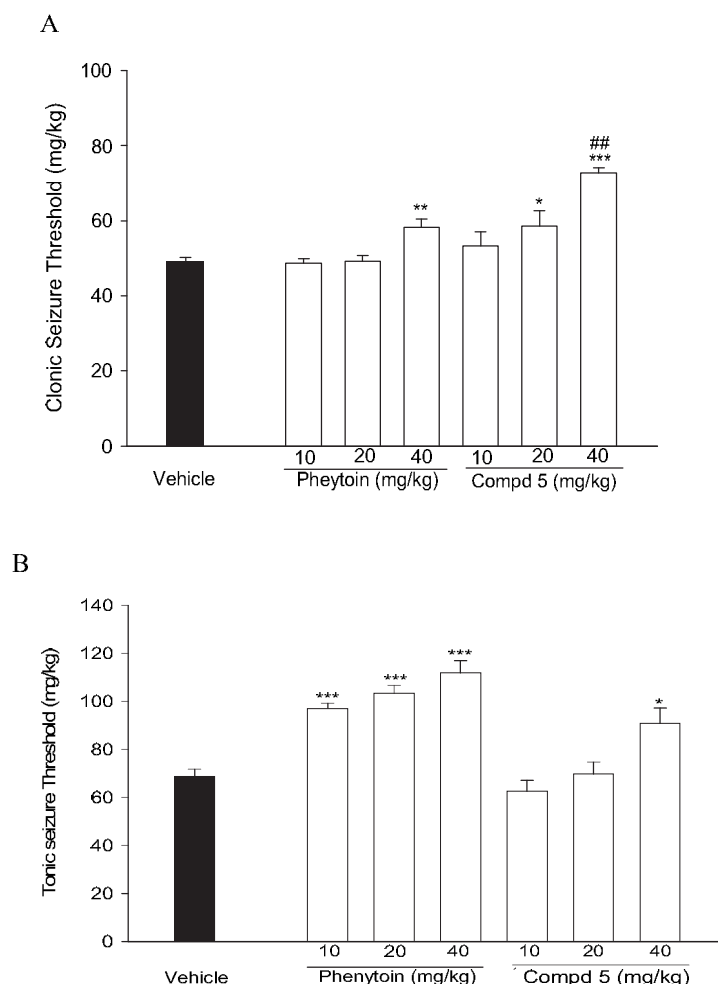 A
Clonic Seizure Threshold (mg/kg)
100
80
60
40
20
0
**
*
##
***
10 20 40 10 20 40
Vehicle Pheytoin (mg/kg) Compd 5 (mg/kg)
B
Tonic seizure Threshold (mg/kg)
140
120
100
80
60
40
20
0
***
***
***
*
10 20 40 10 20 40
Vehicle Phenytoin (mg/kg) Compd 5 (mg/kg)